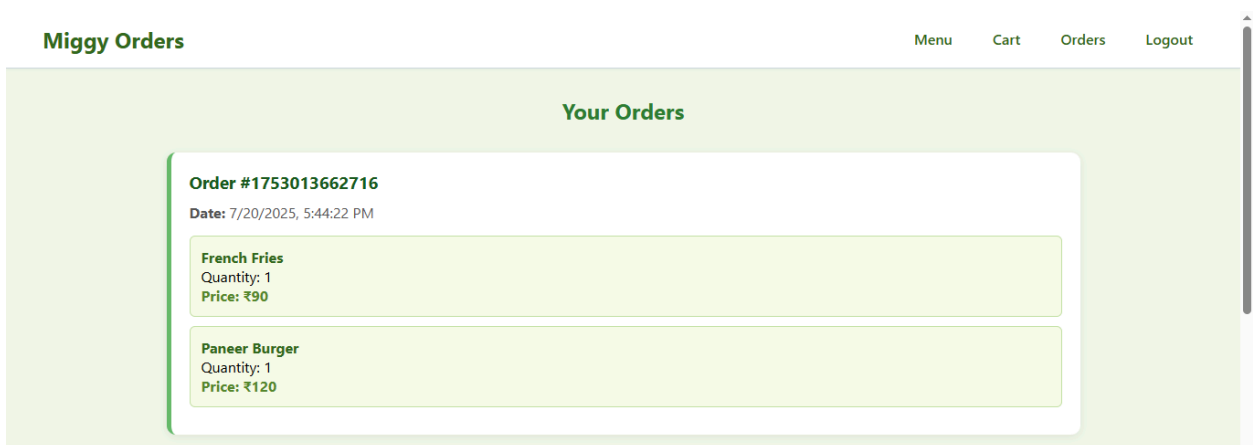 Miggy Orders
Menu Cart Orders Logout
Your Orders
Order #1753013662716
Date: 7/20/2025, 5:44:22 PM
French Fries
Quantity: 1
Price: ₹90
Paneer Burger
Quantity: 1
Price: ₹120